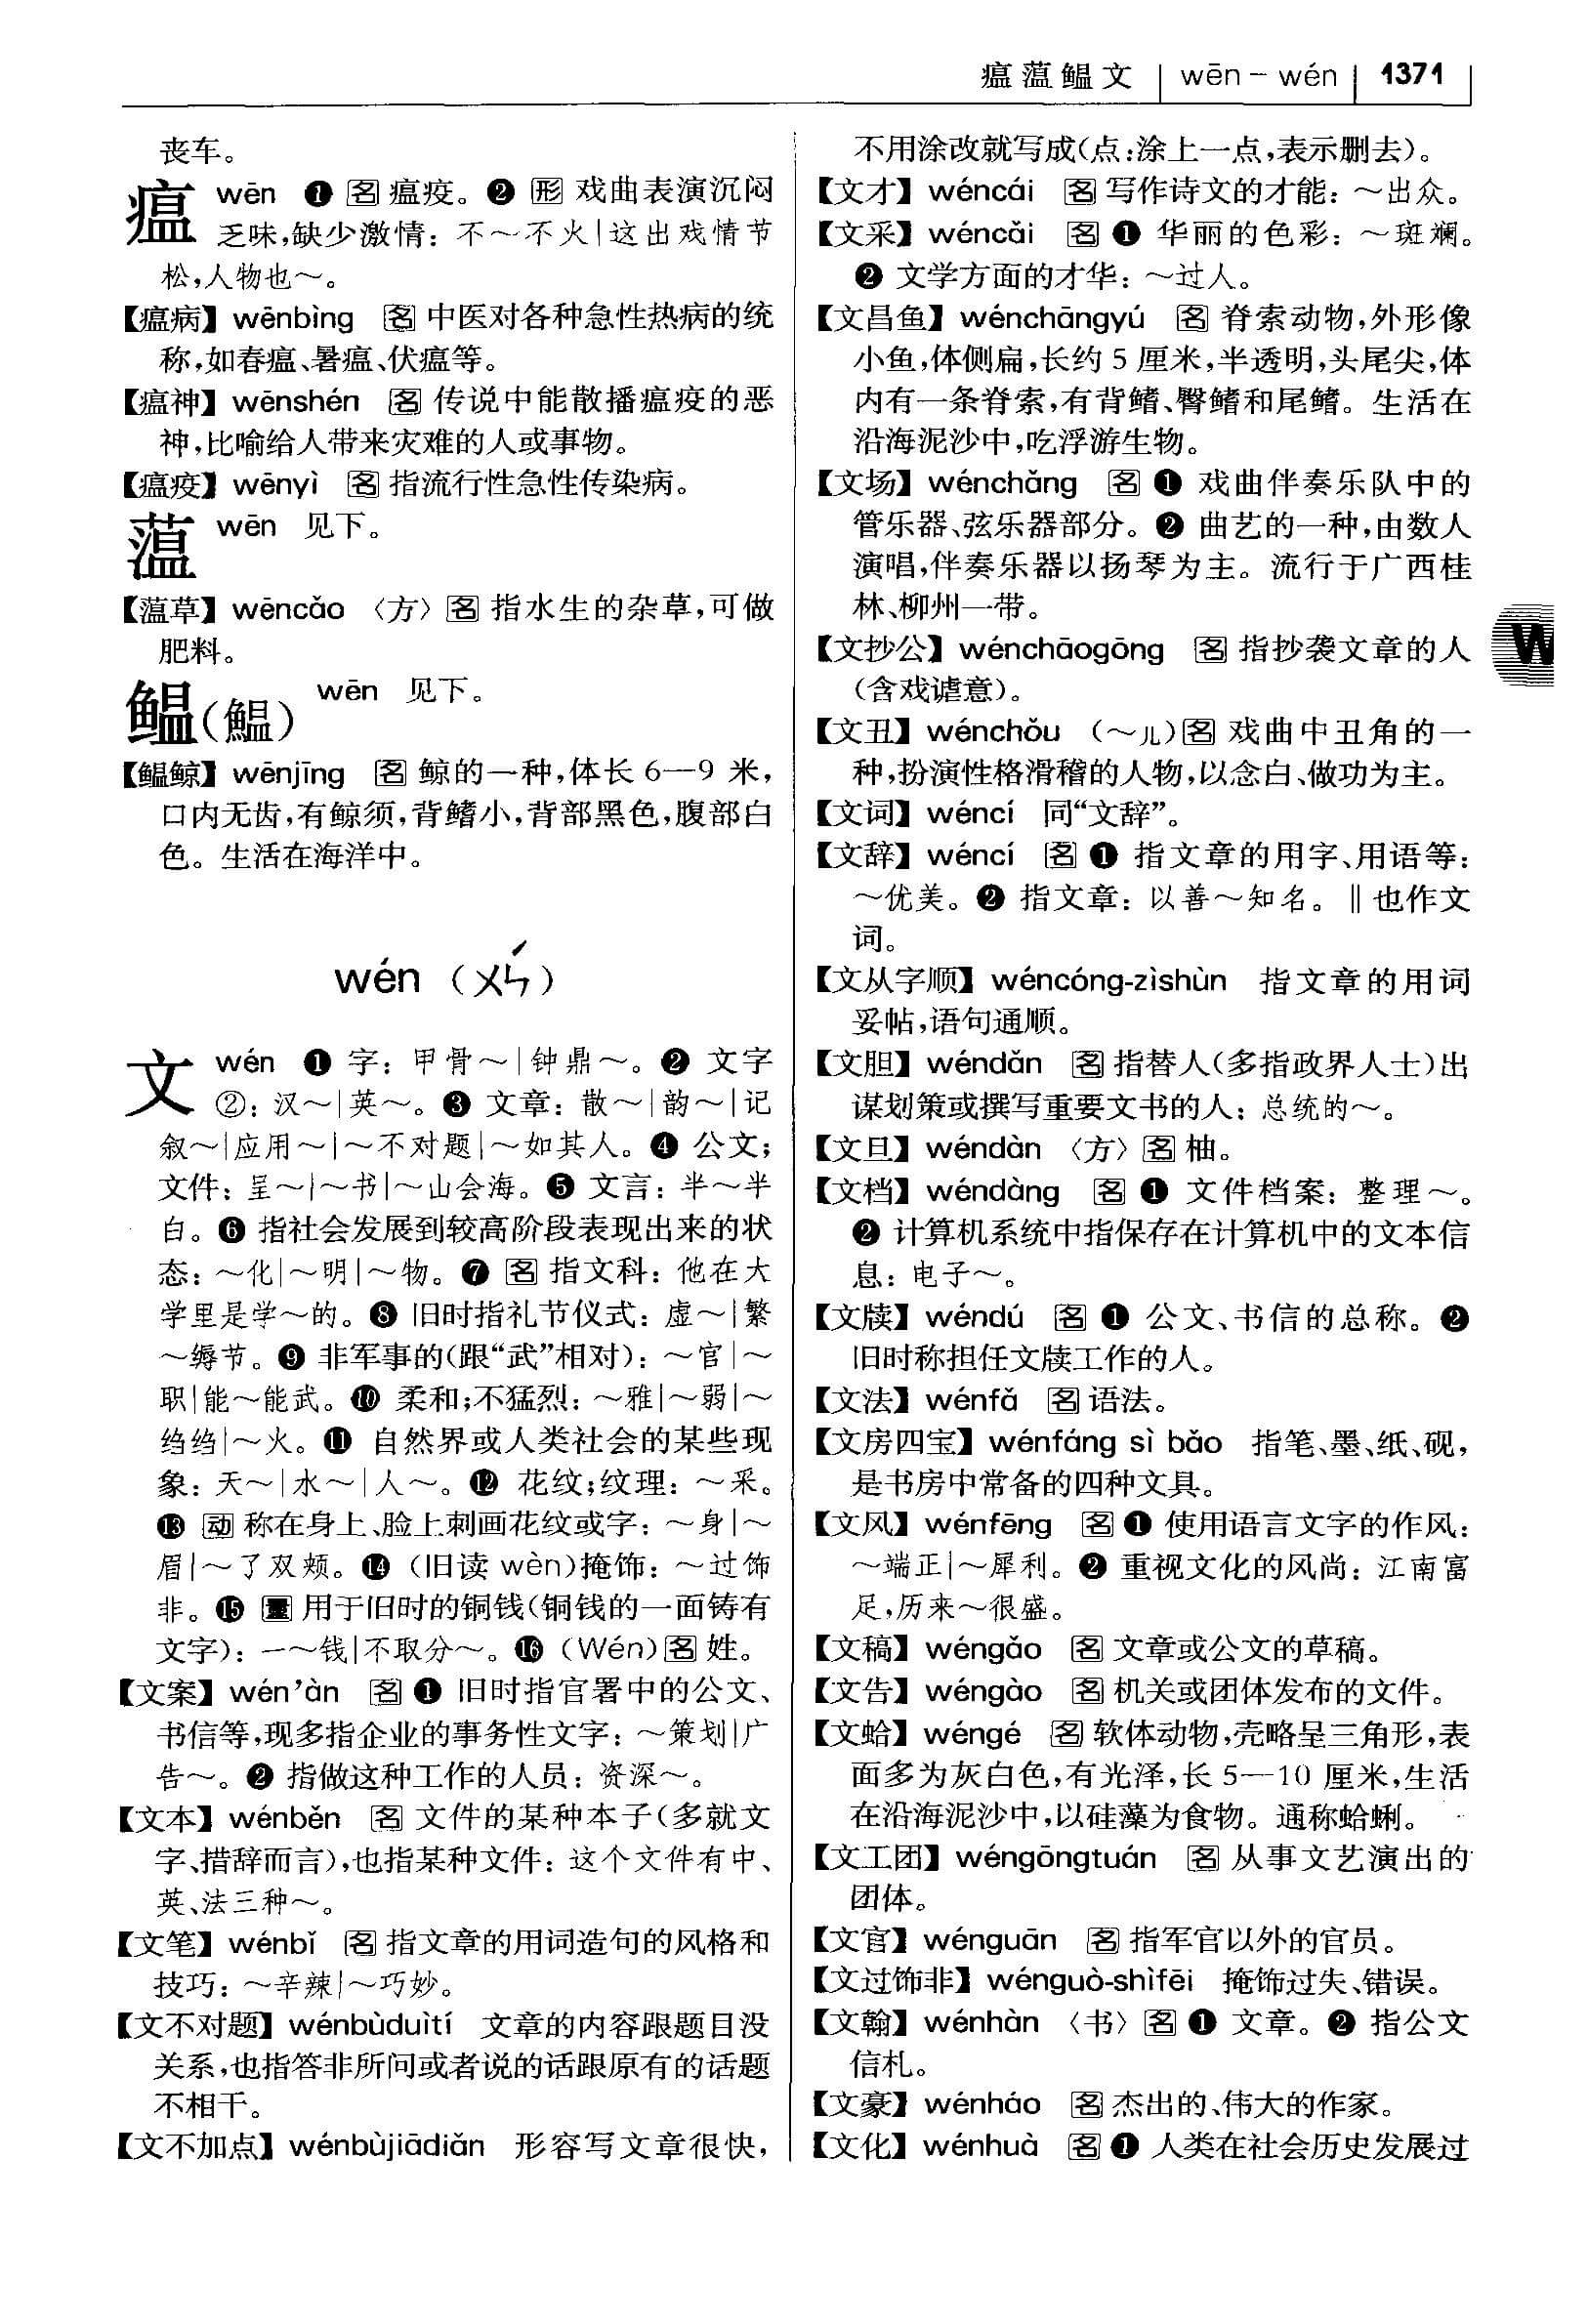 瘟蕰鳁文 | wēn – wén | 1371
丧车。
瘟 wēn ❶ 名 瘟疫。❷ 形 戏曲表演沉闷
乏味,缺少激情：不～不火|这出戏情节
松,人物也～。
【瘟病】wēnbìng 名 中医对各种急性热病的统
称,如春瘟、暑瘟、伏瘟等。
【瘟神】wēnshén 名 传说中能散播瘟疫的恶
神,比喻给人带来灾难的人或事物。
【瘟疫】wēnyì 名 指流行性急性传染病。
蕰 wēn 见下。
【蕰草】wēncǎo 〈方〉名 指水生的杂草,可做
肥料。
鳁(鰛) wēn 见下。
【鳁鲸】wēnjīng 名 鲸的一种,体长 6—9 米,
口内无齿,有鲸须,背鳍小,背部黑色,腹部白
色。生活在海洋中。
wén (ㄨㄣˊ)
文 wén ❶ 字：甲骨～|钟鼎～。❷ 文字
②：汉～|英～。❸ 文章：散～|韵～|记
叙～|应用～|～不对题|～如其人。❹ 公文;
文件：呈～|～书|～山会海。❺ 文言：半～半
白。❻ 指社会发展到较高阶段表现出来的状
态：～化|～明|～物。❼ 名 指文科：他在大
学里是学～的。❽ 旧时指礼节仪式：虚～|繁
～缛节。❾ 非军事的(跟“武”相对)：～官|～
职|能～能武。❿ 柔和;不猛烈：～雅|～弱|～
绉绉|～火。⓫ 自然界或人类社会的某些现
象：天～|水～|人～。⓬ 花纹;纹理：～采。
⓭ 动 称在身上、脸上刺画花纹或字：～身|～
眉|～了双颊。⓮ (旧读 wèn)掩饰：～过饰
非。⓯ 量 用于旧时的铜钱(铜钱的一面铸有
文字)：一～钱|不取分～。⓰ (Wén)名 姓。
【文案】wén’àn 名 ❶ 旧时指官署中的公文、
书信等,现多指企业的事务性文字：～策划|广
告～。❷ 指做这种工作的人员：资深～。
【文本】wénběn 名 文件的某种本子(多就文
字、措辞而言),也指某种文件：这个文件有中、
英、法三种～。
【文笔】wénbǐ 名 指文章的用词造句的风格和
技巧：～辛辣|～巧妙。
【文不对题】wénbùduìtí 文章的内容跟题目没
关系,也指答非所问或者说的话跟原有的话题
不相干。
【文不加点】wénbùjiādiǎn 形容写文章很快,
不用涂改就写成(点:涂上一点,表示删去)。
【文才】wéncái 名 写作诗文的才能：～出众。
【文采】wéncǎi 名 ❶ 华丽的色彩：～斑斓。
❷ 文学方面的才华：～过人。
【文昌鱼】wénchāngyú 名 脊索动物,外形像
小鱼,体侧扁,长约 5 厘米,半透明,头尾尖,体
内有一条脊索,有背鳍、臀鳍和尾鳍。生活在
沿海泥沙中,吃浮游生物。
【文场】wénchǎng 名 ❶ 戏曲伴奏乐队中的
管乐器、弦乐器部分。❷ 曲艺的一种,由数人
演唱,伴奏乐器以扬琴为主。流行于广西桂
林、柳州一带。
【文抄公】wénchāogōng 名 指抄袭文章的人
(含戏谑意)。
【文丑】wénchǒu (～儿)名 戏曲中丑角的一
种,扮演性格滑稽的人物,以念白、做功为主。
【文词】wéncí 同“文辞”。
【文辞】wéncí 名 ❶ 指文章的用字、用语等：
～优美。❷ 指文章：以善～知名。‖也作文
词。
【文从字顺】wéncóng-zìshùn 指文章的用词
妥帖,语句通顺。
【文胆】wéndǎn 名 指替人(多指政界人士)出
谋划策或撰写重要文书的人：总统的～。
【文旦】wéndàn 〈方〉名 柚。
【文档】wéndàng 名 ❶ 文件档案：整理～。
❷ 计算机系统中指保存在计算机中的文本信
息：电子～。
【文牍】wéndú 名 ❶ 公文、书信的总称。❷
旧时称担任文牍工作的人。
【文法】wénfǎ 名 语法。
【文房四宝】wénfáng sì bǎo 指笔、墨、纸、砚,
是书房中常备的四种文具。
【文风】wénfēng 名 ❶ 使用语言文字的作风：
～端正|～犀利。❷ 重视文化的风尚：江南富
足,历来～很盛。
【文稿】wéngǎo 名 文章或公文的草稿。
【文告】wéngào 名 机关或团体发布的文件。
【文蛤】wéngé 名 软体动物,壳略呈三角形,表
面多为灰白色,有光泽,长 5—10 厘米,生活
在沿海泥沙中,以硅藻为食物。通称蛤蜊。
【文工团】wéngōngtuán 名 从事文艺演出的
团体。
【文官】wénguān 名 指军官以外的官员。
【文过饰非】wénguò-shìfēi 掩饰过失、错误。
【文翰】wénhàn 〈书〉名 ❶ 文章。❷ 指公文
信札。
【文豪】wénháo 名 杰出的、伟大的作家。
【文化】wénhuà 名 ❶ 人类在社会历史发展过
W